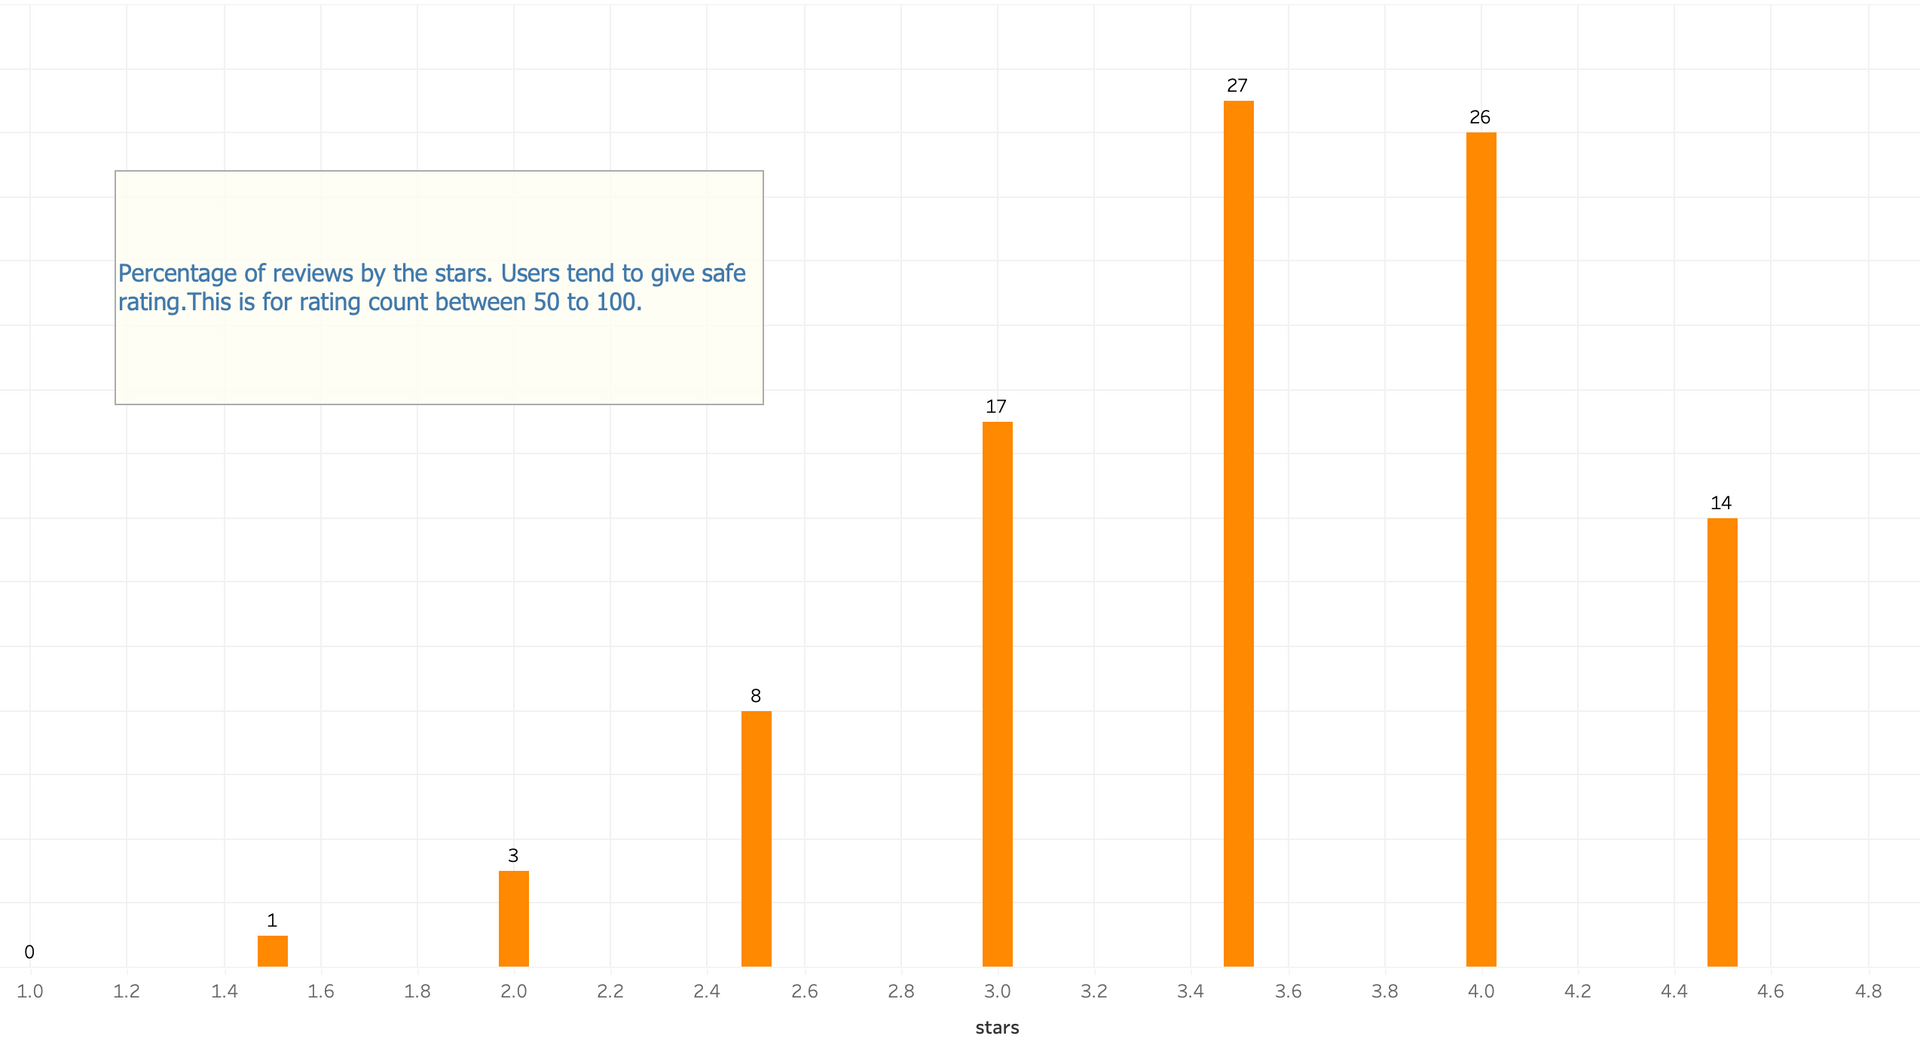 27
26
Percentage of reviews by the stars. Users tend to give safe
rating.This is for rating count between 50 to 100.
17
14
8
3
1
0
1.0 1.2 1.4 1.6 1.8 2.0 2.2 2.4 2.6 2.8 3.0 3.2 3.4 3.6 3.8 4.0 4.2 4.4 4.6 4.8
stars